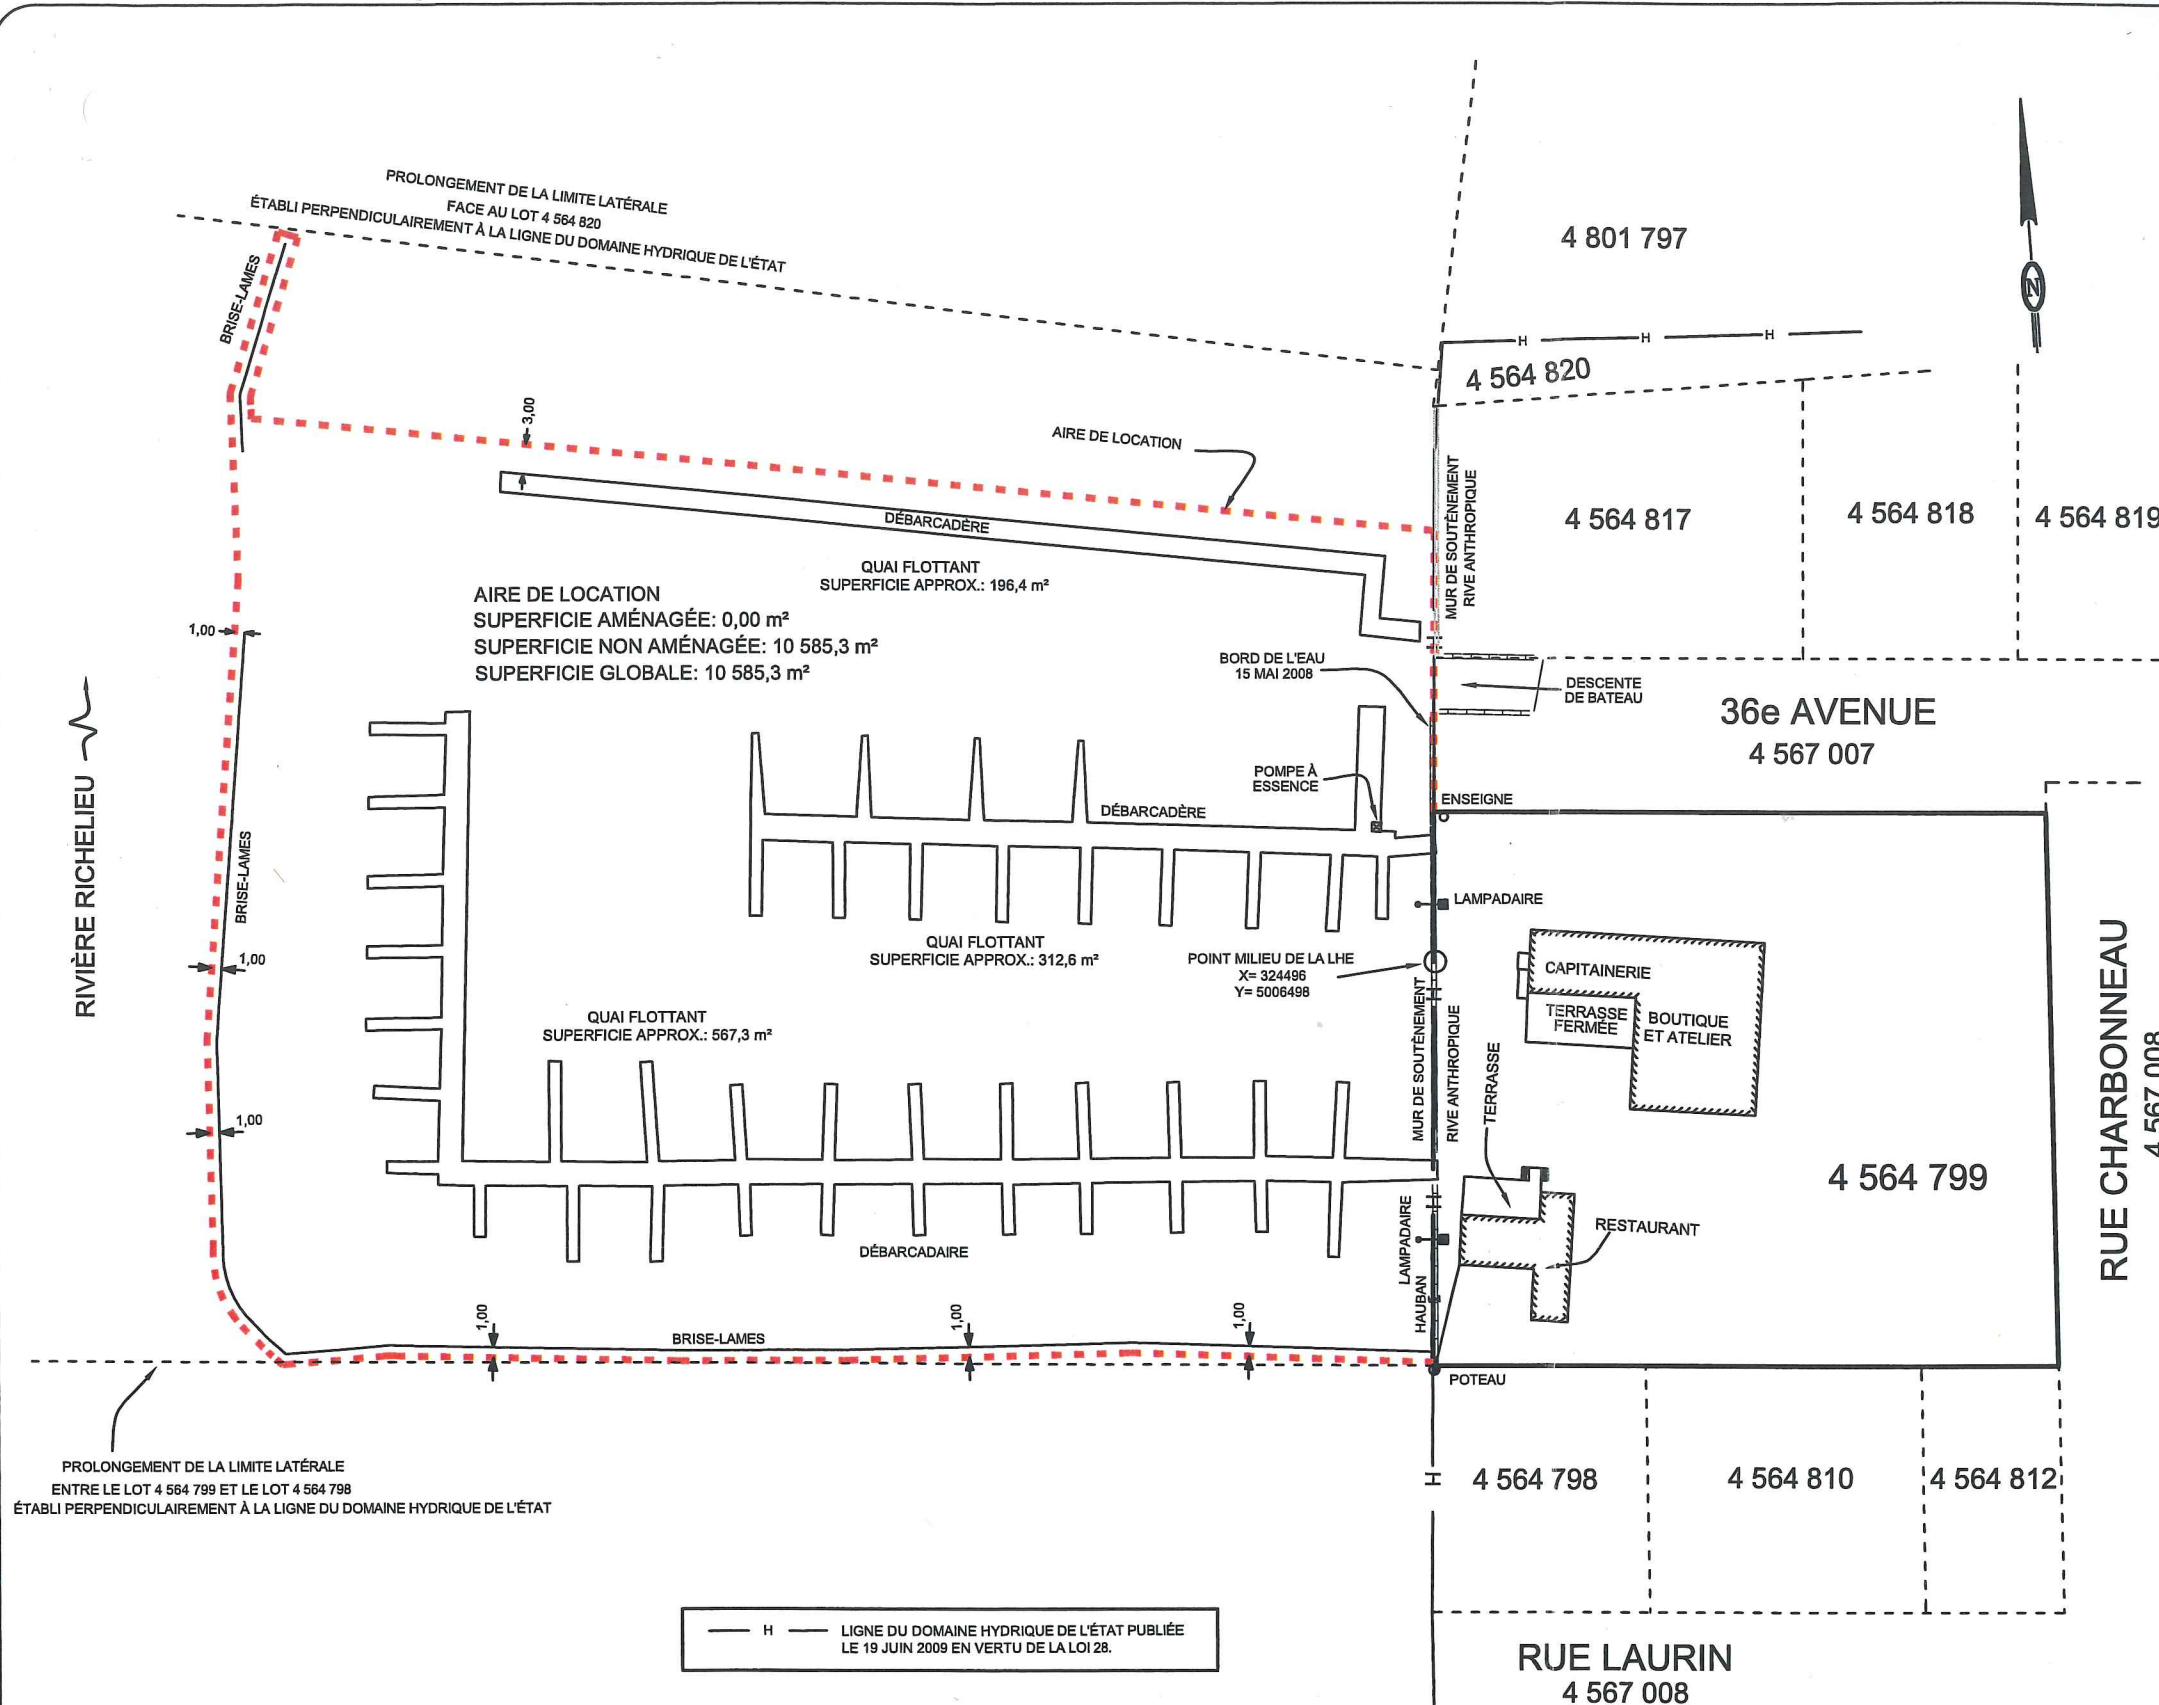 PROLONGEMENT DE LA LIMITE LATÉRALE
FACE AU LOT 4 564 820
ÉTABLI PERPENDICULAIREMENT À LA LIGNE DU DOMAINE HYDRIQUE DE L'ÉTAT
4 801 797
N
BRISE-LAMES
H H H
4 564 820
3,00
AIRE DE LOCATION
MUR DE SOUTÈNEMENT
RIVE ANTHROPIQUE
4 564 817
4 564 818
4 564 819
DÉBARCADÈRE
QUAI FLOTTANT
SUPERFICIE APPROX.: 196,4 m²
AIRE DE LOCATION
SUPERFICIE AMÉNAGÉE: 0,00 m²
SUPERFICIE NON AMÉNAGÉE: 10 585,3 m²
SUPERFICIE GLOBALE: 10 585,3 m²
1,00
BORD DE L'EAU
15 MAI 2008
DESCENTE
DE BATEAU
36e AVENUE
4 567 007
RIVIÈRE RICHELIEU
POMPE À
ESSENCE
ENSEIGNE
DÉBARCADÈRE
BRISE-LAMES
LAMPADAIRE
1,00
QUAI FLOTTANT
SUPERFICIE APPROX.: 312,6 m²
POINT MILIEU DE LA LHE
X= 324496
Y= 5006498
CAPITAINERIE
TERRASSE
FERMÉE
BOUTIQUE
ET ATELIER
QUAI FLOTTANT
SUPERFICIE APPROX.: 567,3 m²
MUR DE SOUTÈNEMENT
RIVE ANTHROPIQUE
TERRASSE
RUE CHARBONNEAU
4 567 008
1,00
4 564 799
LAMPADAIRE
RESTAURANT
DÉBARCADAIRE
HAUBAN
1,00
1,00
1,00
BRISE-LAMES
POTEAU
PROLONGEMENT DE LA LIMITE LATÉRALE
ENTRE LE LOT 4 564 799 ET LE LOT 4 564 798
ÉTABLI PERPENDICULAIREMENT À LA LIGNE DU DOMAINE HYDRIQUE DE L'ÉTAT
H
4 564 798
4 564 810
4 564 812
H LIGNE DU DOMAINE HYDRIQUE DE L'ÉTAT PUBLIÉE
LE 19 JUIN 2009 EN VERTU DE LA LOI 28.
RUE LAURIN
4 567 008